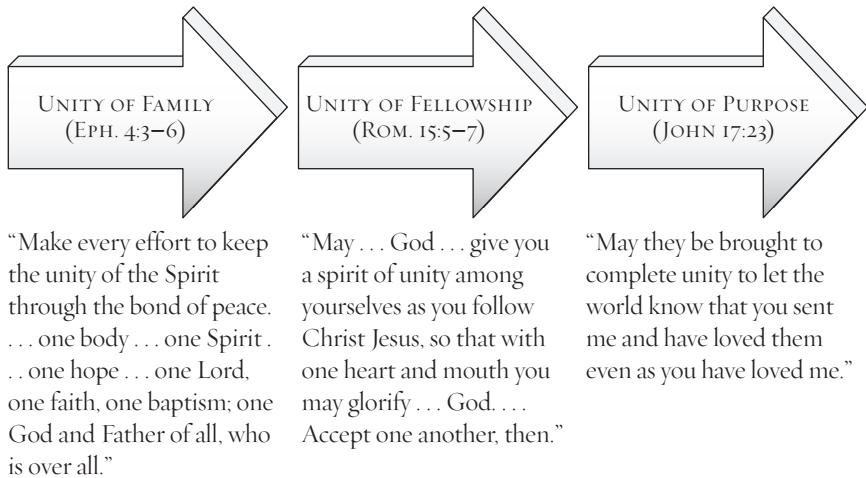 Unity of Family
(Eph. 4:3–6)
Unity of Fellowship
(Rom. 15:5–7)
Unity of Purpose
(John 17:23)
“Make every effort to keep
the unity of the Spirit
through the bond of peace.
. . . one body . . . one Spirit .
. . one hope . . . one Lord,
one faith, one baptism; one
God and Father of all, who
is over all.”
“May . . . God . . . give you
a spirit of unity among
yourselves as you follow
Christ Jesus, so that with
one heart and mouth you
may glorify . . . God. . . .
Accept one another, then.”
“May they be brought to
complete unity to let the
world know that you sent
me and have loved them
even as you have loved me.”